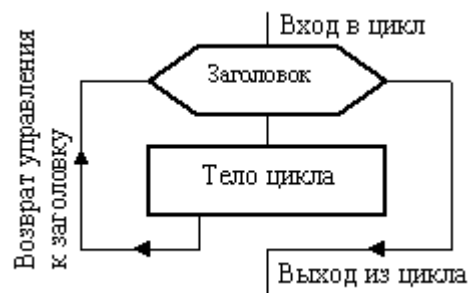 Вход в цикл
Заголовок
Возврат управления
к заголовку
Тело цикла
Выход из цикла